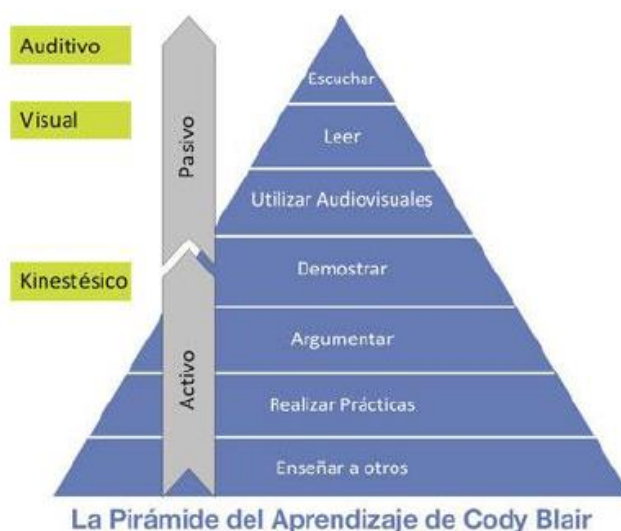 Auditivo
Visual
Kinestésico
Pasivo
Activo
Escuchar
Leer
Utilizar Audiovisuales
Demostrar
Argumentar
Realizar Prácticas
Enseñar a otros
La Pirámide del Aprendizaje de Cody Blair